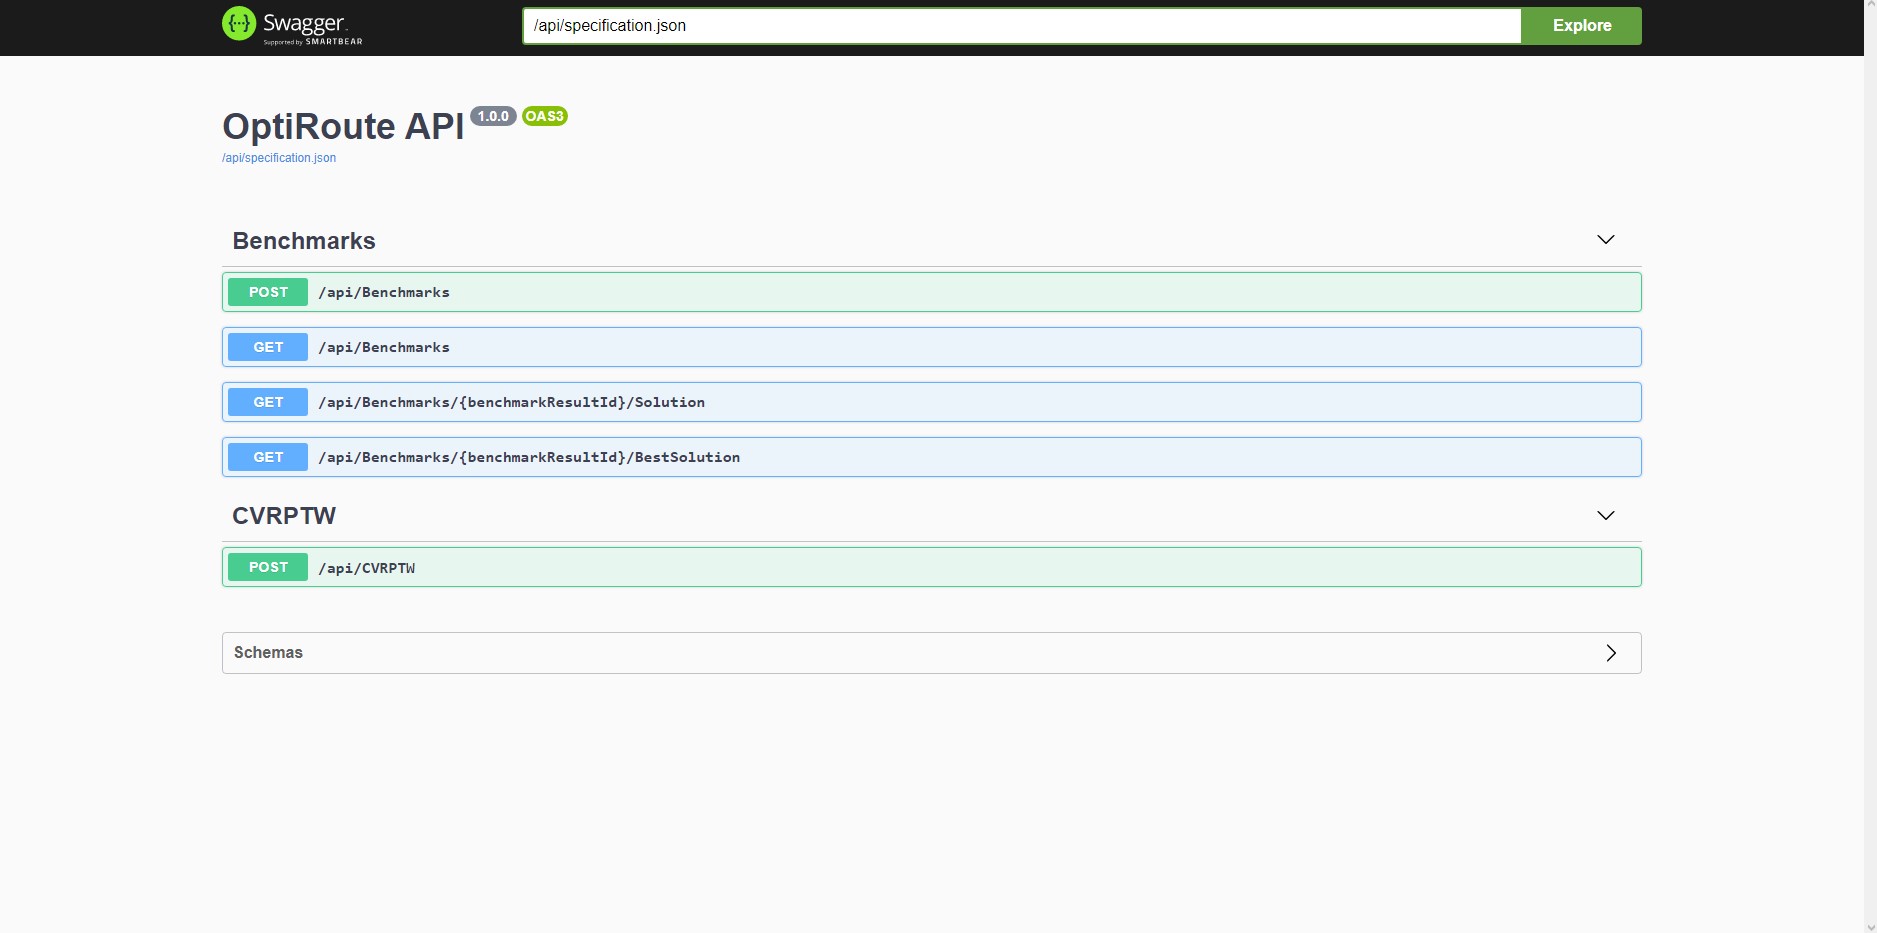 Swagger.
Supported by SMARTBEAR
/api/specification.json
Explore
OptiRoute API 1.0.0 OAS3
/api/specification.json
Benchmarks
POST /api/Benchmarks
GET /api/Benchmarks
GET /api/Benchmarks/{benchmarkResultId}/Solution
GET /api/Benchmarks/{benchmarkResultId}/BestSolution
CVRPTW
POST /api/CVRPTW
Schemas